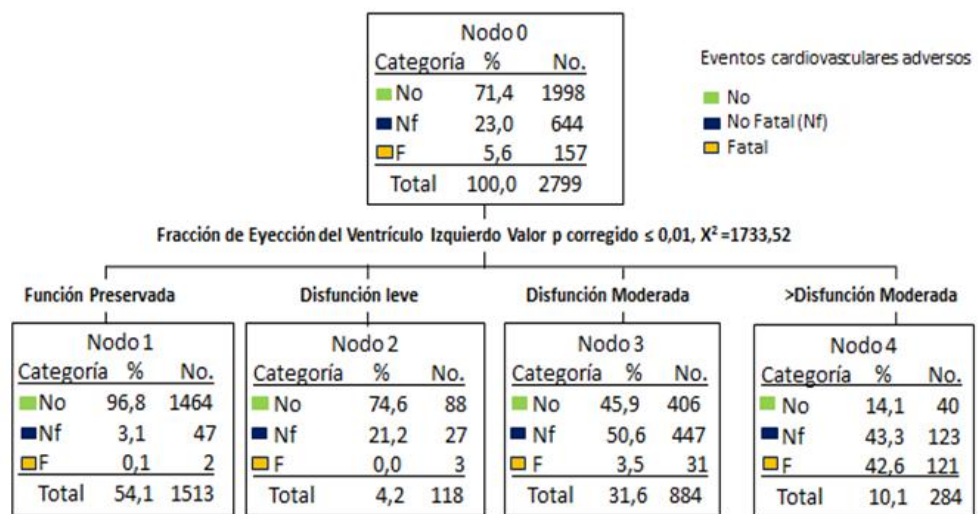 Nodo 0
Categoría % No.
No 71,4 1998
Nf 23,0 644
F 5,6 157
Total 100,0 2799
Eventos cardiovasculares adversos
No
No Fatal (Nf)
Fatal
Fracción de Eyección del Ventrículo Izquierdo Valor p corregido ≤ 0,01, X² =1733,52
Función Preservada
Nodo 1
Categoría % No.
No 96,8 1464
Nf 3,1 47
F 0,1 2
Total 54,1 1513
Disfunción leve
Nodo 2
Categoría % No.
No 74,6 88
Nf 21,2 27
F 0,0 3
Total 4,2 118
Disfunción Moderada
Nodo 3
Categoría % No.
No 45,9 406
Nf 50,6 447
F 3,5 31
Total 31,6 884
>Disfunción Moderada
Nodo 4
Categoría % No.
No 14,1 40
Nf 43,3 123
F 42,6 121
Total 10,1 284